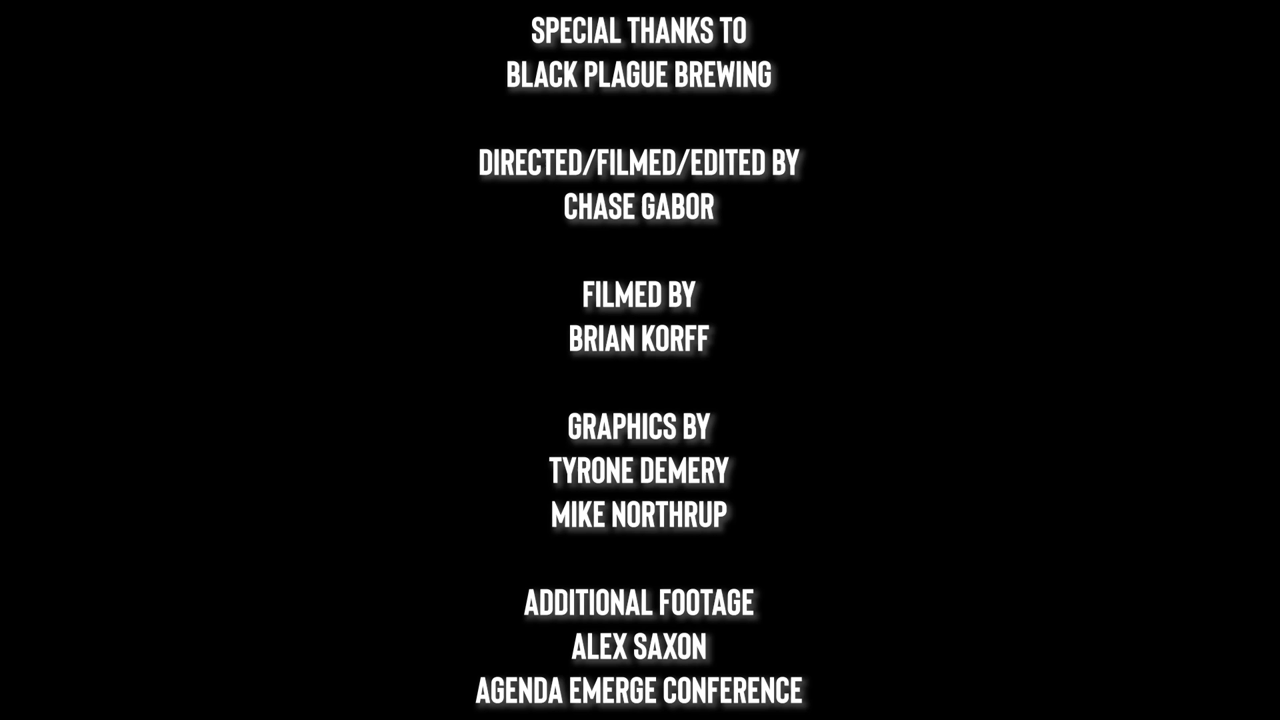 SPECIAL THANKS TO
BLACK PLAGUE BREWING
DIRECTED/FILMED/EDITED BY
CHASE GABOR
FILMED BY
BRIAN KORFF
GRAPHICS BY
TYRONE DEMERY
MIKE NORTHRUP
ADDITIONAL FOOTAGE
ALEX SAXON
AGENDA EMERGE CONFERENCE